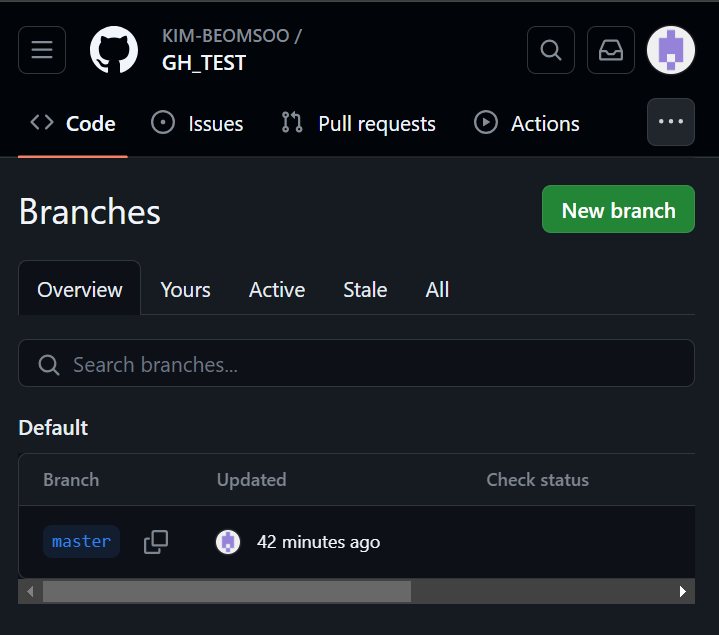 KIM-BEOMSOO /
GH_TEST
Code Issues Pull requests Actions
Branches
New branch
Overview Yours Active Stale All
Search branches...
Default
Branch Updated Check status
master 42 minutes ago